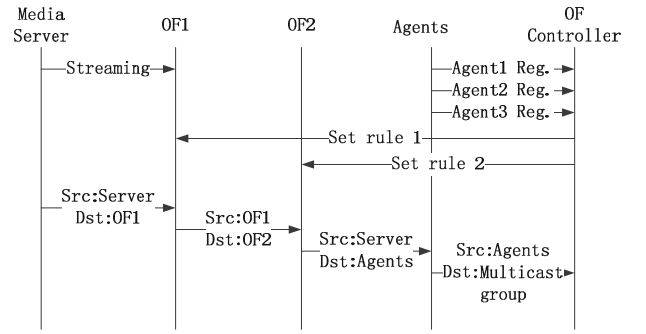 Media
Server
OF1
OF2
Agents
OF
Controller
Streaming
Agent1 Reg.
Agent2 Reg.
Agent3 Reg.
Set rule 1
Set rule 2
Src:Server
Dst:OF1
Src:OF1
Dst:OF2
Src:Server
Dst:Agents
Src:Agents
Dst:Multicast
group